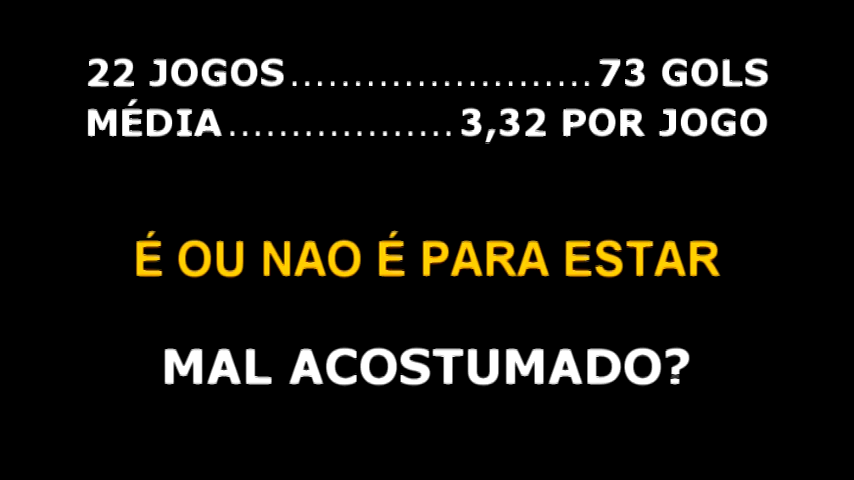 22 JOGOS........................73 GOLS
MÉDIA..................3,32 POR JOGO
É OU NAO É PARA ESTAR
MAL ACOSTUMADO?